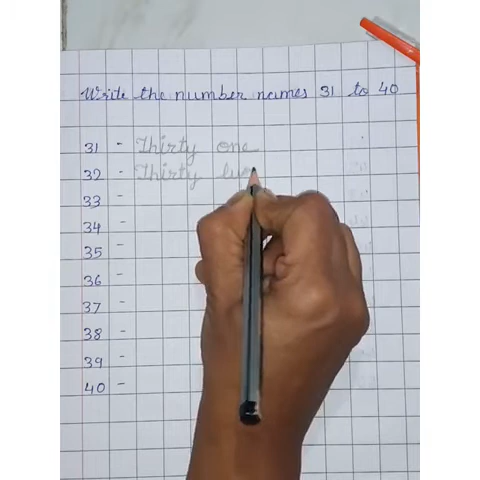 Write the number names 31 to 40
31 - Thirty one
32 - Thirty
33 -
34 -
35 -
36 -
37 -
38 -
39 -
40 -